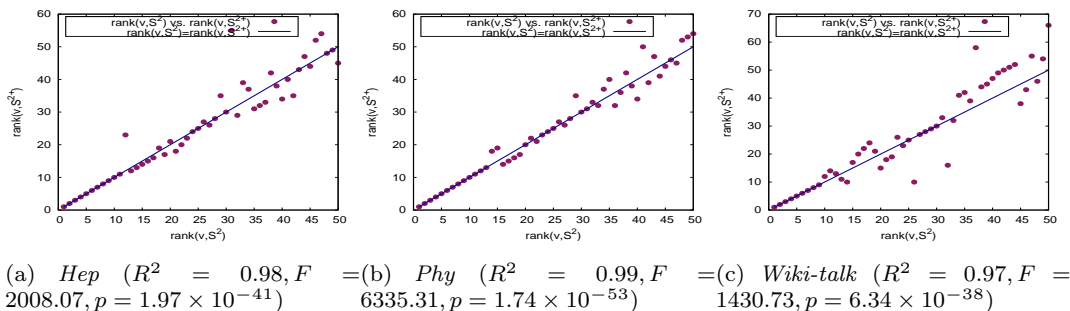 rank(v,S²) vs. rank(v,S²⁺)
rank(v,S²)=rank(v,S²⁺)
60
50
40
30
20
10
0
rank(v,S²⁺)
0 5 10 15 20 25 30 35 40 45 50
rank(v,S²)
rank(v,S²) vs. rank(v,S²⁺)
rank(v,S²)=rank(v,S²⁺)
60
50
40
30
20
10
0
rank(v,S²⁺)
0 5 10 15 20 25 30 35 40 45 50
rank(v,S²)
rank(v,S²) vs. rank(v,S²⁺)
rank(v,S²)=rank(v,S²⁺)
70
60
50
40
30
20
10
0
rank(v,S²⁺)
0 5 10 15 20 25 30 35 40 45 50
rank(v,S²)
(a) Hep (R² = 0.98, F =
2008.07, p = 1.97 × 10⁻⁴¹)
(b) Phy (R² = 0.99, F =
6335.31, p = 1.74 × 10⁻⁵³)
(c) Wiki-talk (R² = 0.97, F =
1430.73, p = 6.34 × 10⁻³⁸)